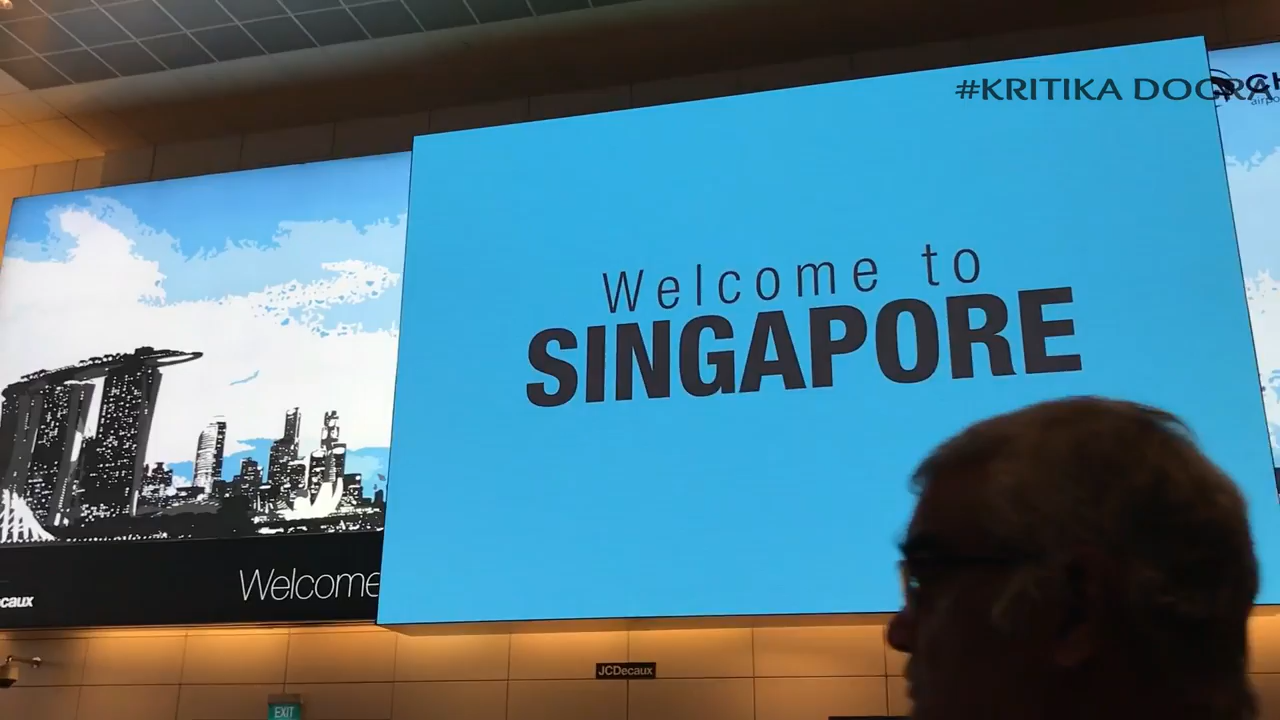 #KRITIKA DOGRA
Welcome to
SINGAPORE
Welcome
JCDecaux
EXIT